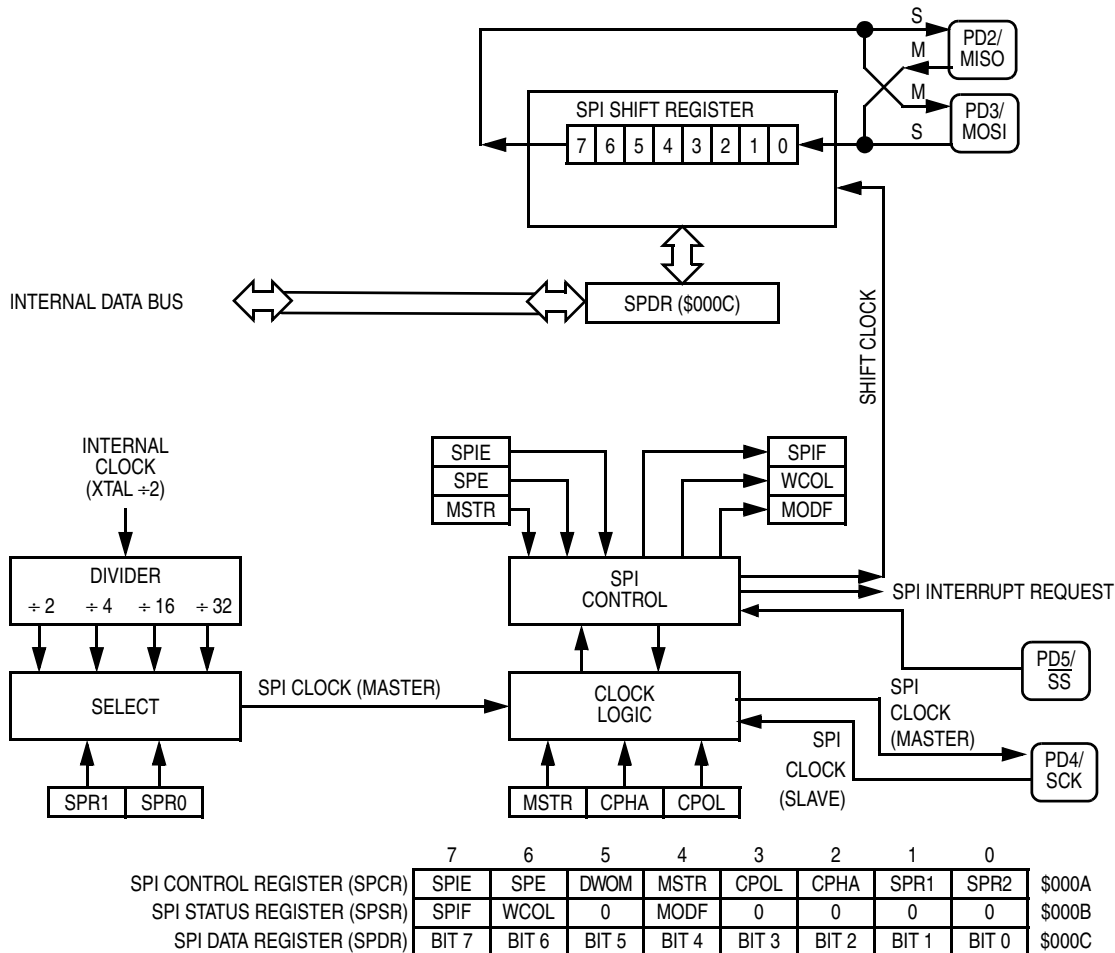 S
PD2/
MISO
M
M
PD3/
MOSI
S
SPI SHIFT REGISTER
7 6 5 4 3 2 1 0
INTERNAL DATA BUS
SPDR ($000C)
SHIFT CLOCK
INTERNAL
CLOCK
(XTAL ÷2)
SPIE
SPE
MSTR
SPIF
WCOL
MODF
DIVIDER
÷ 2 ÷ 4 ÷ 16 ÷ 32
SPI
CONTROL
SPI INTERRUPT REQUEST
PD5/
SS
SELECT
SPI CLOCK (MASTER)
CLOCK
LOGIC
SPI
CLOCK
(MASTER)
SPI
CLOCK
(SLAVE)
PD4/
SCK
SPR1 SPR0
MSTR CPHA CPOL
7 6 5 4 3 2 1 0
SPI CONTROL REGISTER (SPCR) SPIE SPE DWOM MSTR CPOL CPHA SPR1 SPR2 $000A
SPI STATUS REGISTER (SPSR) SPIF WCOL 0 MODF 0 0 0 0 $000B
SPI DATA REGISTER (SPDR) BIT 7 BIT 6 BIT 5 BIT 4 BIT 3 BIT 2 BIT 1 BIT 0 $000C